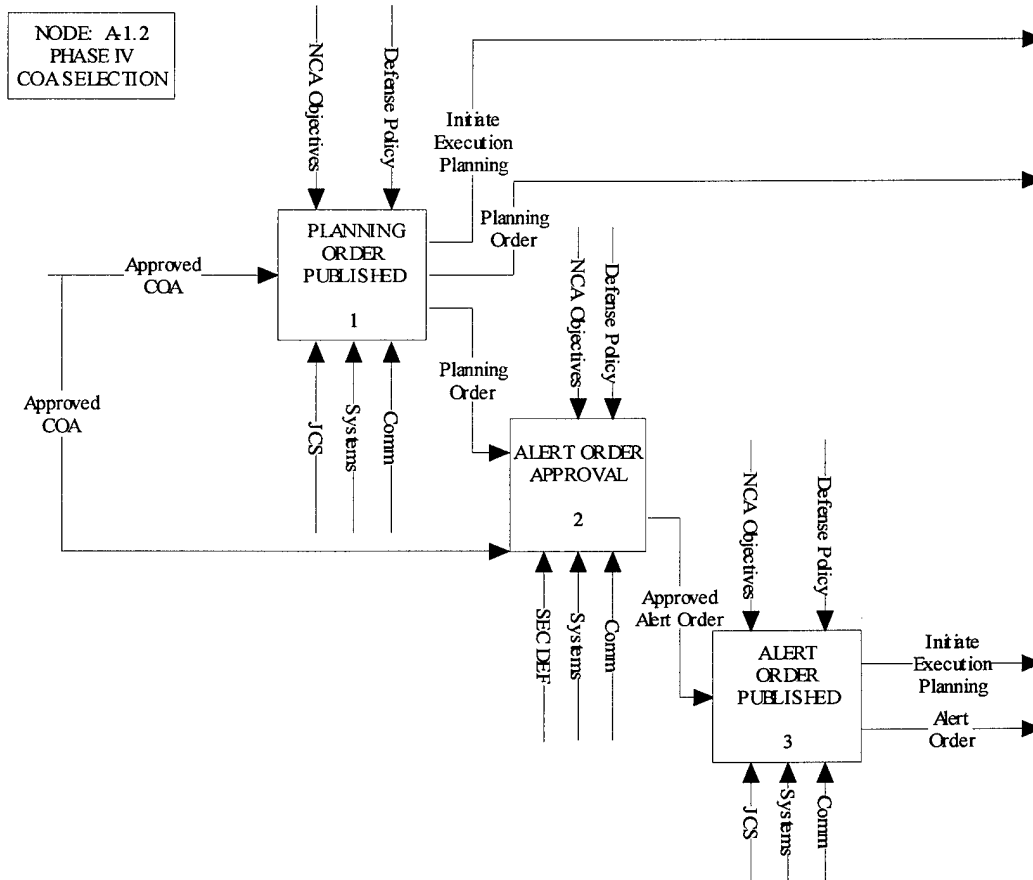 NODE: A-1.2
PHASE IV
COA SELECTION
NCA Objectives
Defense Policy
Initiate
Execution
Planning
Planning
Order
PLANNING
ORDER
PUBLISHED
1
Approved
COA
Approved
COA
JCS
Systems
Comm
Planning
Order
NCA Objectives
Defense Policy
ALERT ORDER
APPROVAL
2
SEC DEF
Systems
Comm
Approved
Alert Order
NCA Objectives
Defense Policy
ALERT
ORDER
PUBLISHED
3
Initiate
Execution
Planning
Alert
Order
JCS
Systems
Comm